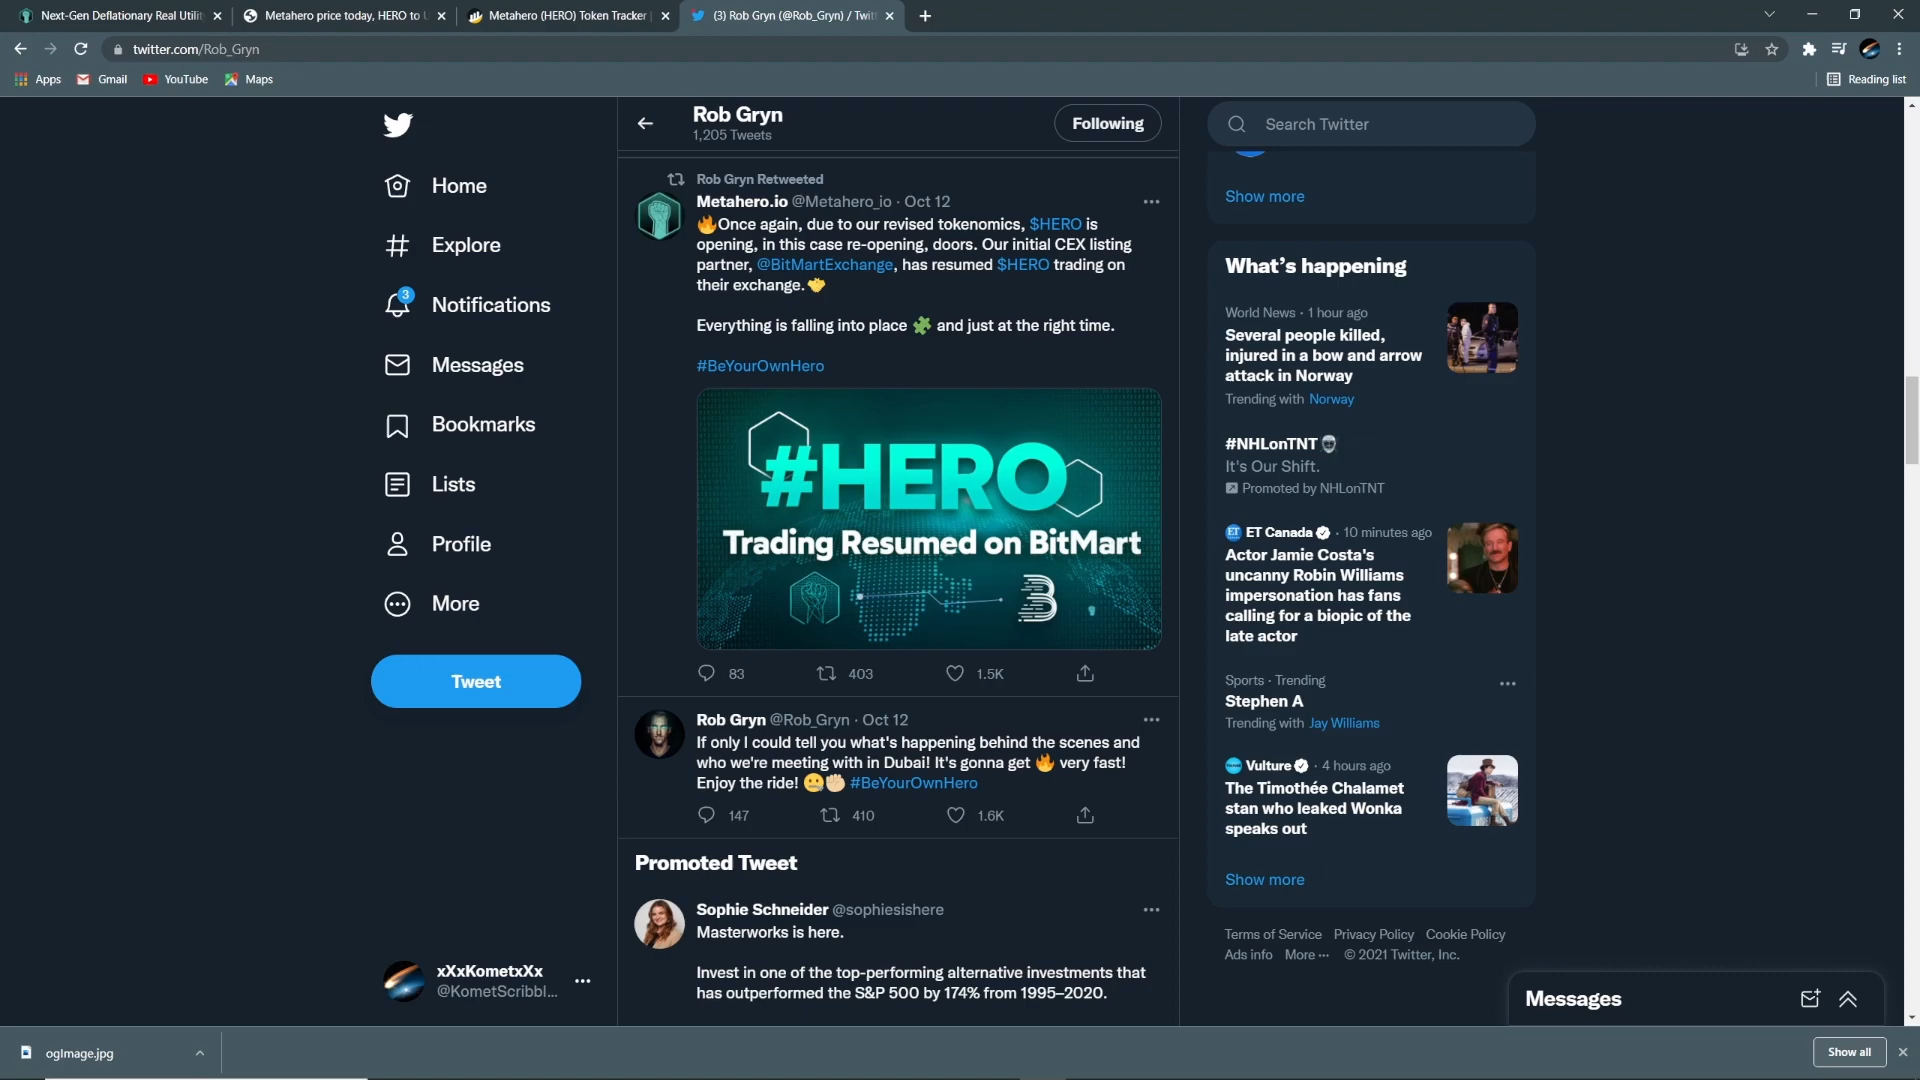 Next-Gen Deflationary Real Utilit
Metahero price today, HERO to U
Metahero (HERO) Token Tracker |
(3) Rob Gryn (@Rob_Gryn) / Twit
twitter.com/Rob_Gryn
Apps
Gmail
YouTube
Maps
Reading list
Home
Explore
3
Notifications
Messages
Bookmarks
Lists
Profile
More
Tweet
xXxKometxXx
@KometScribbl...
Rob Gryn
1,205 Tweets
Following
Rob Gryn Retweeted
Metahero.io @Metahero_io · Oct 12
🔥Once again, due to our revised tokenomics, $HERO is
opening, in this case re-opening, doors. Our initial CEX listing
partner, @BitMartExchange, has resumed $HERO trading on
their exchange.🤝
Everything is falling into place 🧩 and just at the right time.
#BeYourOwnHero
#HERO
Trading Resumed on BitMart
83
403
1.5K
Rob Gryn @Rob_Gryn · Oct 12
If only I could tell you what's happening behind the scenes and
who we're meeting with in Dubai! It's gonna get 🔥 very fast!
Enjoy the ride! 🤐✊🏼 #BeYourOwnHero
147
410
1.6K
Promoted Tweet
Sophie Schneider @sophiesishere
Masterworks is here.
Invest in one of the top-performing alternative investments that
has outperformed the S&P 500 by 174% from 1995–2020.
Search Twitter
Show more
What's happening
World News · 1 hour ago
Several people killed,
injured in a bow and arrow
attack in Norway
Trending with Norway
#NHLonTNT
It's Our Shift.
Promoted by NHLonTNT
ET Canada · 10 minutes ago
Actor Jamie Costa's
uncanny Robin Williams
impersonation has fans
calling for a biopic of the
late actor
Sports · Trending
Stephen A
Trending with Jay Williams
Vulture · 4 hours ago
The Timothée Chalamet
stan who leaked Wonka
speaks out
Show more
Terms of Service Privacy Policy Cookie Policy
Ads info More ··· © 2021 Twitter, Inc.
Messages
ogImage.jpg
Show all